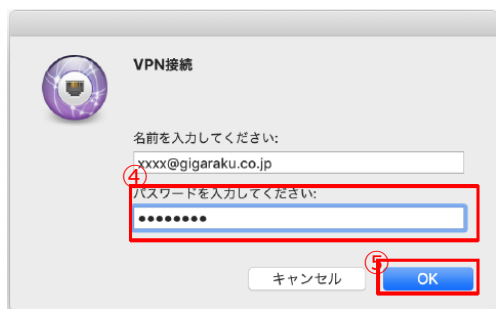 VPN接続
名前を入力してください:
xxxx@gigaraku.co.jp
④
パスワードを入力してください:
••••••••
⑤
キャンセル
OK